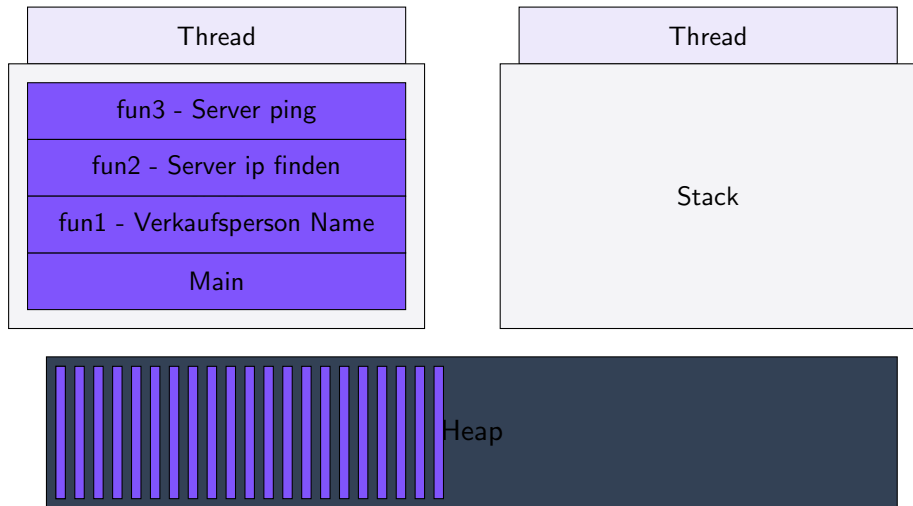 Thread
Thread
fun3 - Server ping
fun2 - Server ip finden
fun1 - Verkaufsperson Name
Main
Stack
Heap